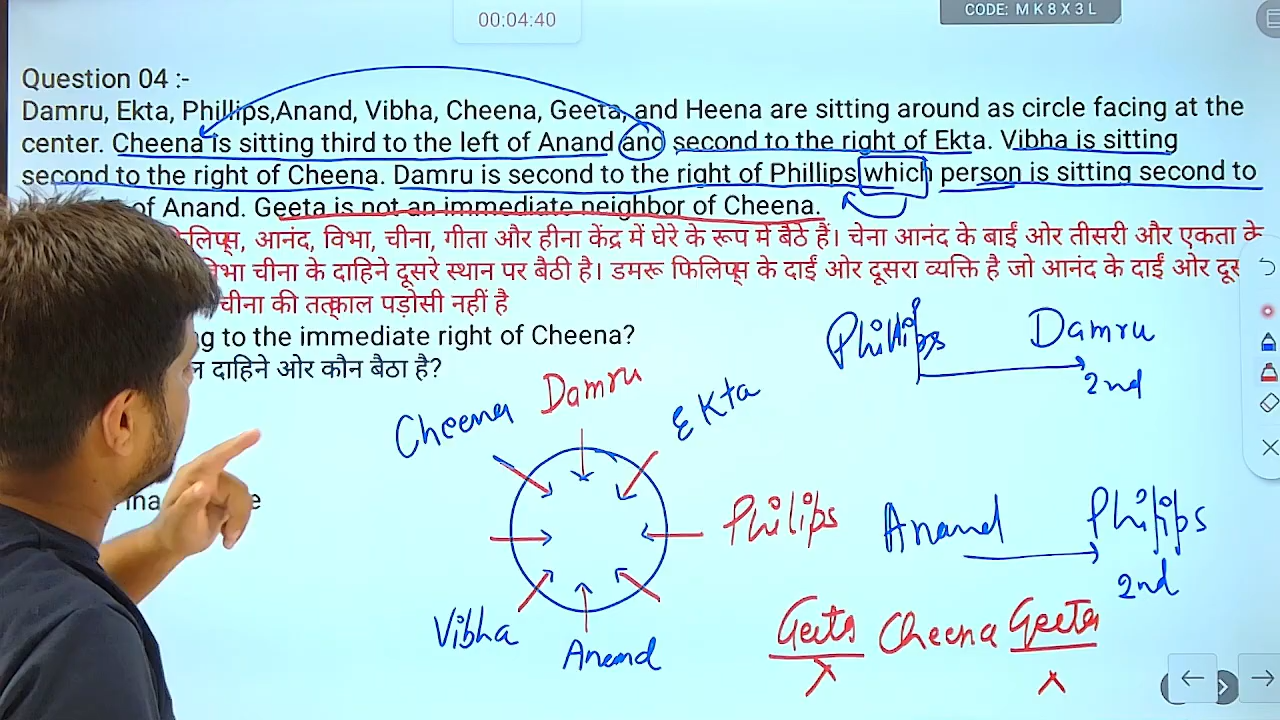 00:04:40
CODE: MK8X3L
Question 04 :-
Damru, Ekta, Phillips,Anand, Vibha, Cheena, Geeta, and Heena are sitting around as circle facing at the
center. Cheena is sitting third to the left of Anand and second to the right of Ekta. Vibha is sitting
second to the right of Cheena. Damru is second to the right of Phillips which person is sitting second to
of Anand. Geeta is not an immediate neighbor of Cheena.
आनंद, विभा, चीना, गीता और हीना केंद्र में घेरे के रूप में बैठे हैं। चेना आनंद के बाईं ओर तीसरी और एकता के
चीना के दाहिने दूसरे स्थान पर बैठी है। डमरू फिलिप्स के दाईं ओर दूसरा व्यक्ति है जो आनंद के दाईं ओर
चीना की तत्काल पड़ोसी नहीं है
to the immediate right of Cheena?
दाहिने ओर कौन बैठा है?
Phillips Damru
2nd
Cheena Damru Ekta
Philips
Anand Philips
2nd
Vibha
Anand
Geeta Cheena Geeta